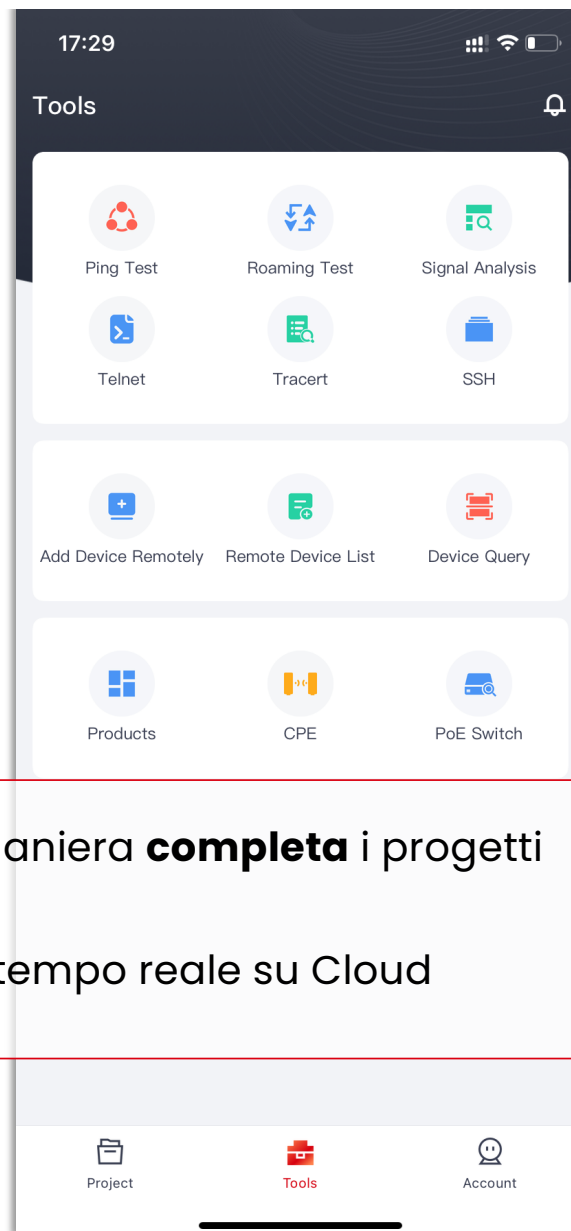 17:29
Tools
Ping Test Roaming Test Signal Analysis
Telnet Tracert SSH
Add Device Remotely Remote Device List Device Query
Products CPE PoE Switch
aniera completa i progetti
tempo reale su Cloud
Project Tools Account